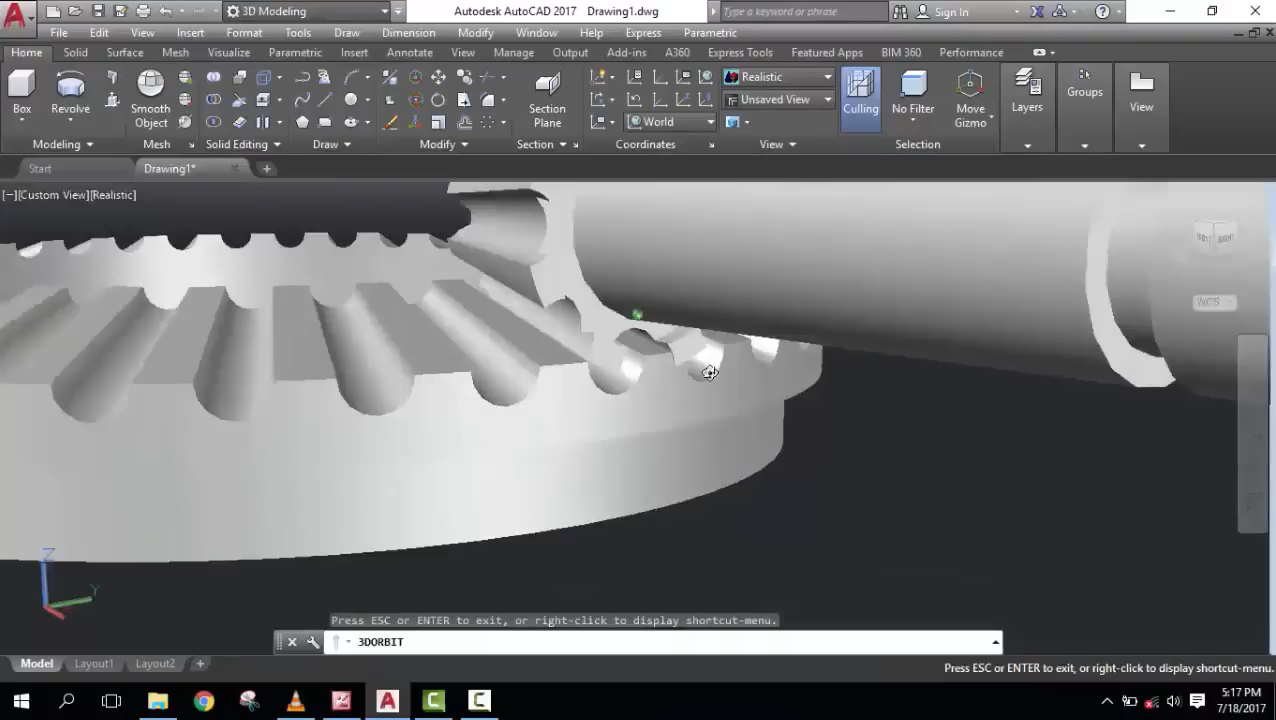 3D Modeling
Autodesk AutoCAD 2017 Drawing1.dwg
Type a keyword or phrase
Sign In
File Edit View Insert Format Tools Draw Dimension Modify Window Help Express Parametric
Home Solid Surface Mesh Visualize Parametric Insert Annotate View Manage Output Add-ins A360 Express Tools Featured Apps BIM 360 Performance
Box
Revolve
Smooth
Object
Section
Plane
World
Realistic
Unsaved View
Culling
No Filter
Move
Gizmo
Layers
Groups
View
Modeling
Mesh
Solid Editing
Draw
Modify
Section
Coordinates
View
Selection
Start
Drawing1*
[−][Custom View][Realistic]
RIGHT
WCS
Z
Y
Press ESC or ENTER to exit, or right-click to display shortcut-menu.
3DORBIT
Model Layout1 Layout2
Press ESC or ENTER to exit, or right-click to display shortcut-menu.
5:17 PM
7/18/2017